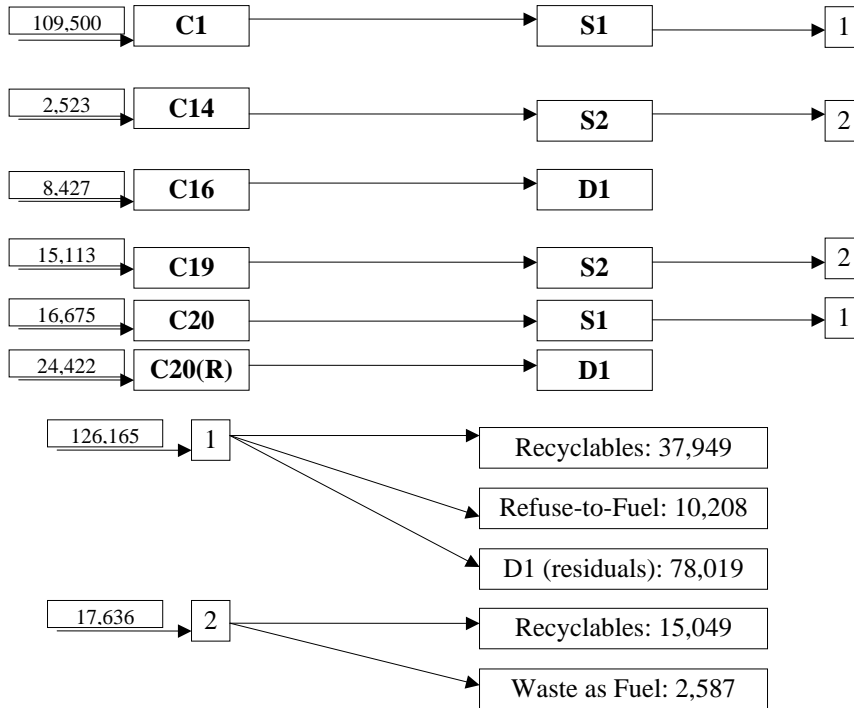 109,500 C1 S1 1
2,523 C14 S2 2
8,427 C16 D1
15,113 C19 S2 2
16,675 C20 S1 1
24,422 C20(R) D1
126,165 1 Recyclables: 37,949
Refuse-to-Fuel: 10,208
D1 (residuals): 78,019
17,636 2 Recyclables: 15,049
Waste as Fuel: 2,587